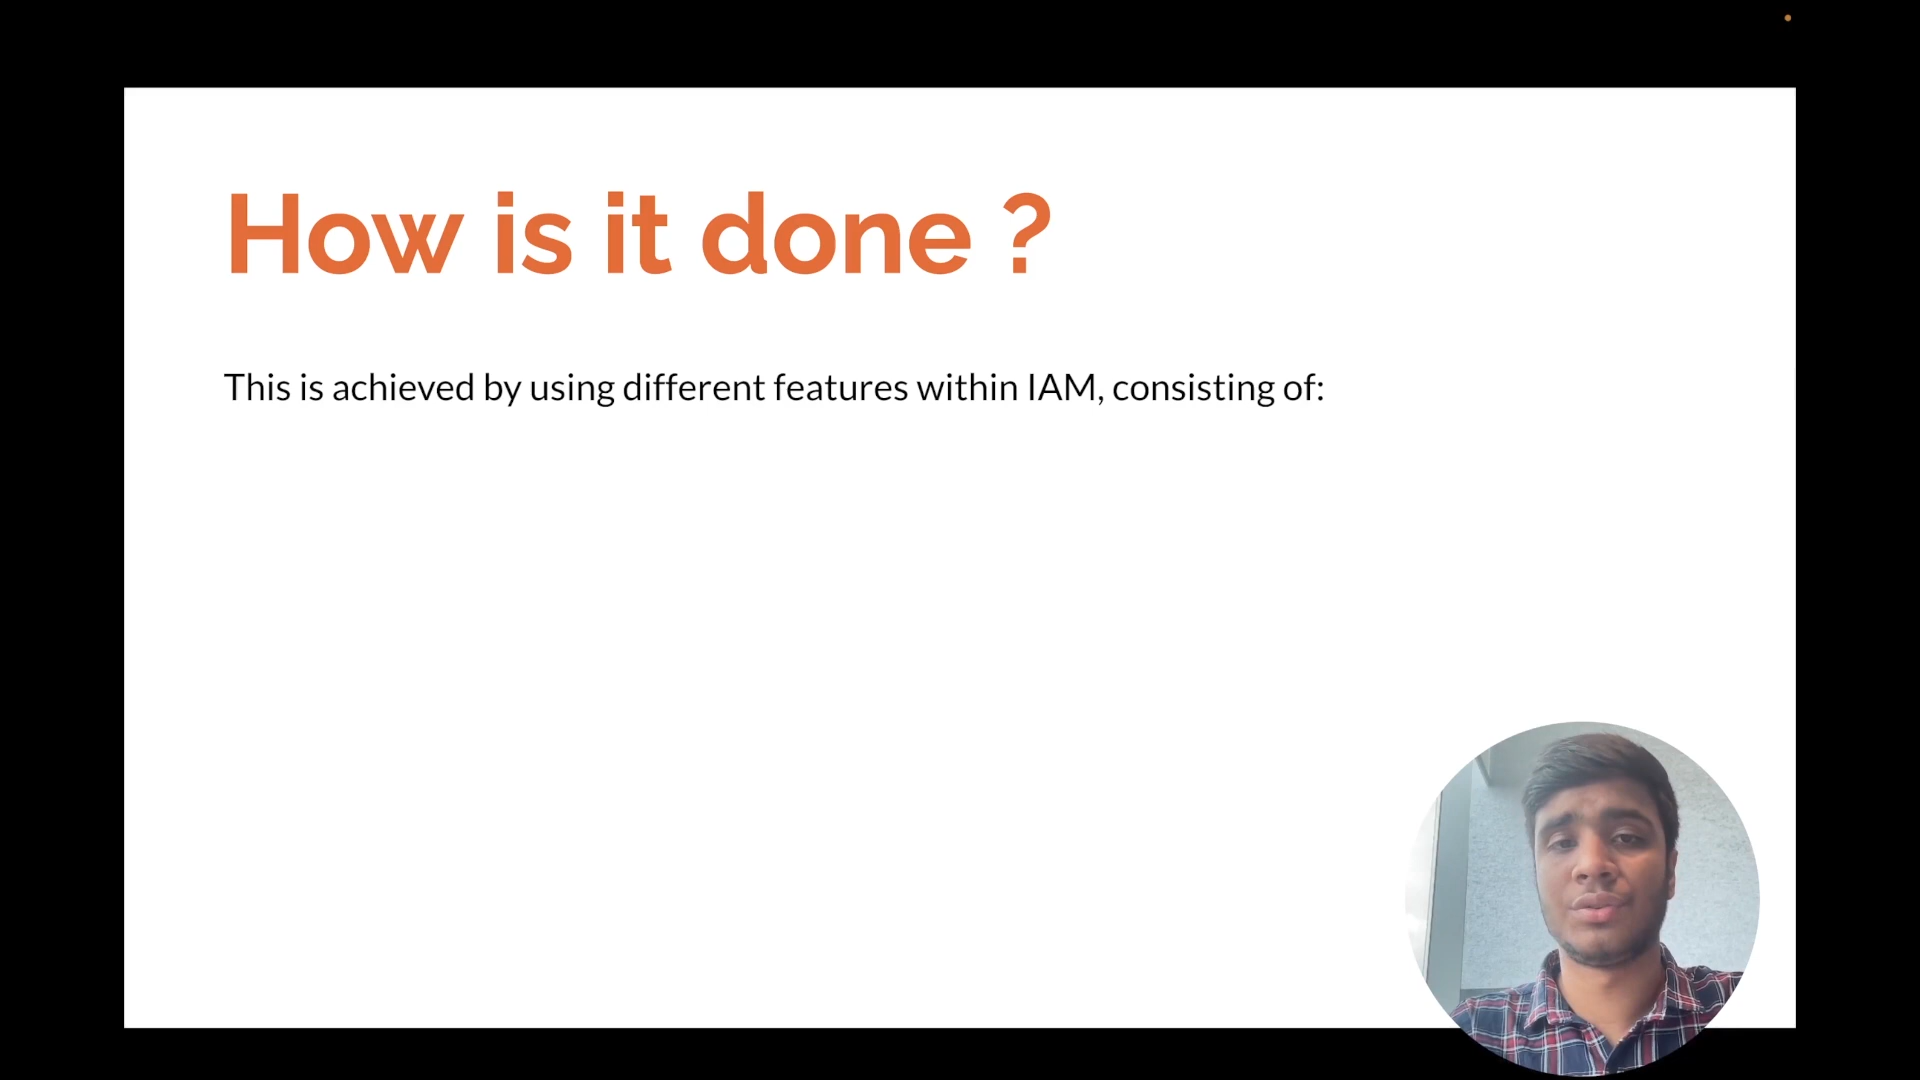 How is it done ?
This is achieved by using different features within IAM, consisting of: